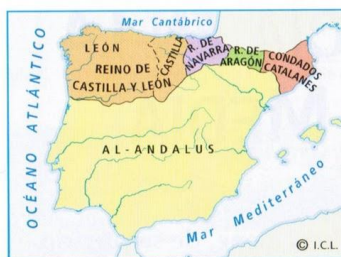 Mar Cantábrico
OCÉANO ATLÁNTICO
LEÓN
REINO DE
CASTILLA Y LEÓN
CASTILLA
R. DE
NAVARRA
R. DE
ARAGÓN
CONDADOS
CATALANES
AL-ANDALUS
Mar Mediterráneo
© I.C.L.